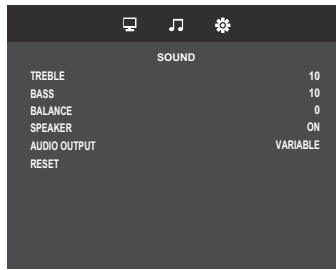 SOUND
TREBLE 10
BASS 10
BALANCE 0
SPEAKER ON
AUDIO OUTPUT VARIABLE
RESET